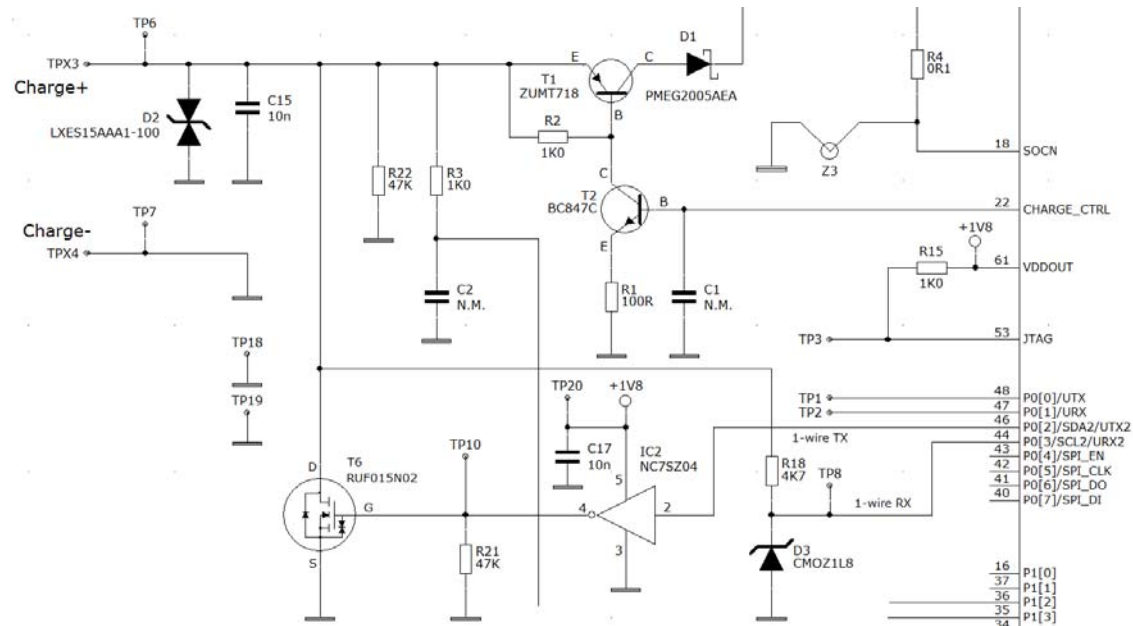 TP6
TPX3
Charge+
D2
LXES15AAA1-100
C15
10n
E
C
T1
ZUMT718
B
D1
PMEG2005AEA
R2
1K0
R4
0R1
18
SOCN
Z3
R22
47K
R3
1K0
C
T2
BC847C
B
E
22
CHARGE_CTRL
TP7
Charge-
TPX4
+1V8
R15
1K0
61
VDDOUT
C2
N.M.
R1
100R
C1
N.M.
TP3
53
JTAG
TP18
TP19
TP20
+1V8
TP1
48
P0[0]/UTX
TP2
47
P0[1]/URX
46
P0[2]/SDA2/UTX2
1-wire TX
44
P0[3/SCL2/URX2
43
P0[4]/SPI_EN
42
P0[5]/SPI_CLK
41
P0[6]/SPI_DO
40
P0[7]/SPI_DI
C17
10n
IC2
NC7SZ04
TP10
D
T6
RUF015N02
G
S
4
5
2
3
R21
47K
R18
4K7
TP8
1-wire RX
D3
CMOZ1L8
16
P1[0]
37
P1[1]
36
P1[2]
35
P1[3]
34